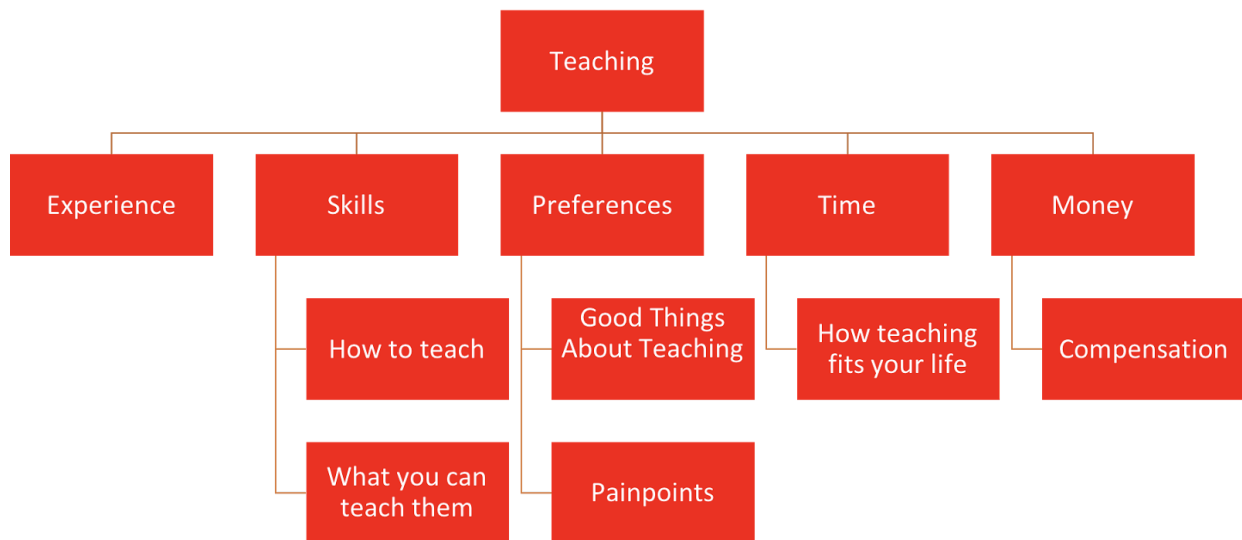 Teaching
Experience
Skills
Preferences
Time
Money
How to teach
Good Things
About Teaching
How teaching
fits your life
Compensation
What you can
teach them
Painpoints